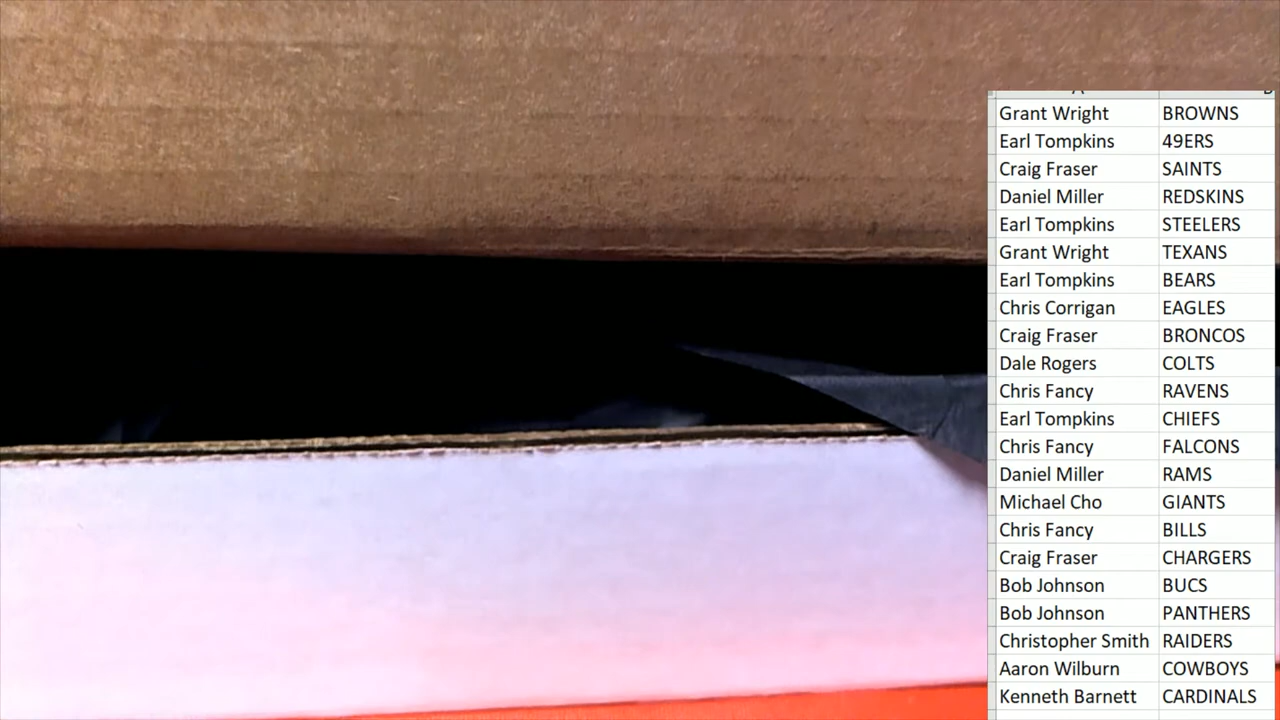 Grant Wright BROWNS
Earl Tompkins 49ERS
Craig Fraser SAINTS
Daniel Miller REDSKINS
Earl Tompkins STEELERS
Grant Wright TEXANS
Earl Tompkins BEARS
Chris Corrigan EAGLES
Craig Fraser BRONCOS
Dale Rogers COLTS
Chris Fancy RAVENS
Earl Tompkins CHIEFS
Chris Fancy FALCONS
Daniel Miller RAMS
Michael Cho GIANTS
Chris Fancy BILLS
Craig Fraser CHARGERS
Bob Johnson BUCS
Bob Johnson PANTHERS
Christopher Smith RAIDERS
Aaron Wilburn COWBOYS
Kenneth Barnett CARDINALS